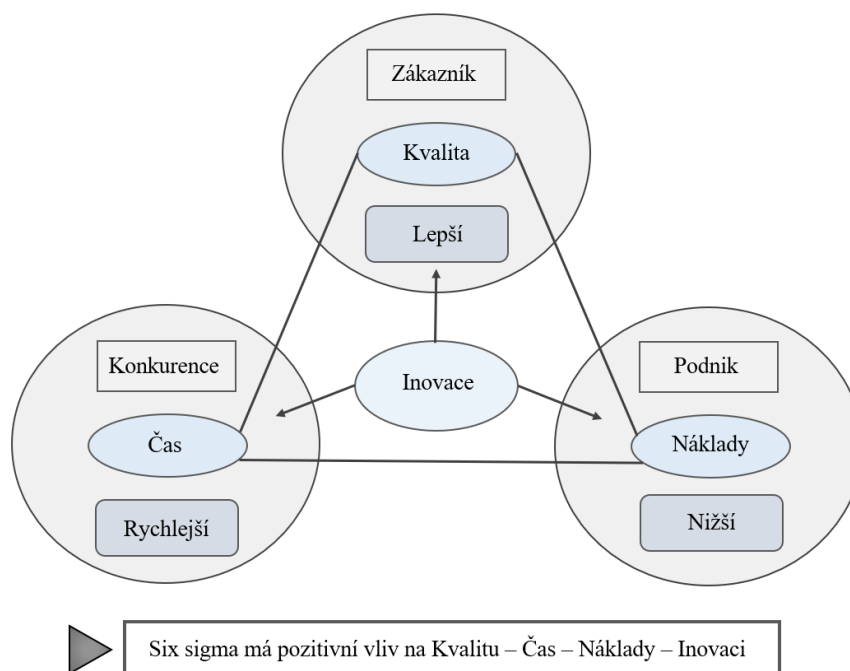 Zákazník
Kvalita
Lepší
Konkurence
Čas
Rychlejší
Inovace
Podnik
Náklady
Nižší
Six sigma má pozitivní vliv na Kvalitu – Čas – Náklady – Inovaci